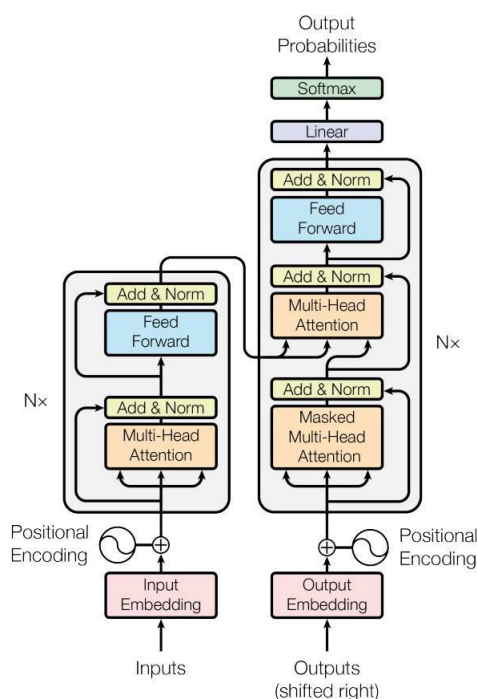 Output
Probabilities
Softmax
Linear
Add & Norm
Feed
Forward
Add & Norm
Multi-Head
Attention
Add & Norm
Masked
Multi-Head
Attention
N×
Add & Norm
Feed
Forward
N×
Add & Norm
Multi-Head
Attention
Positional
Encoding
Positional
Encoding
Input
Embedding
Output
Embedding
Inputs
Outputs
(shifted right)